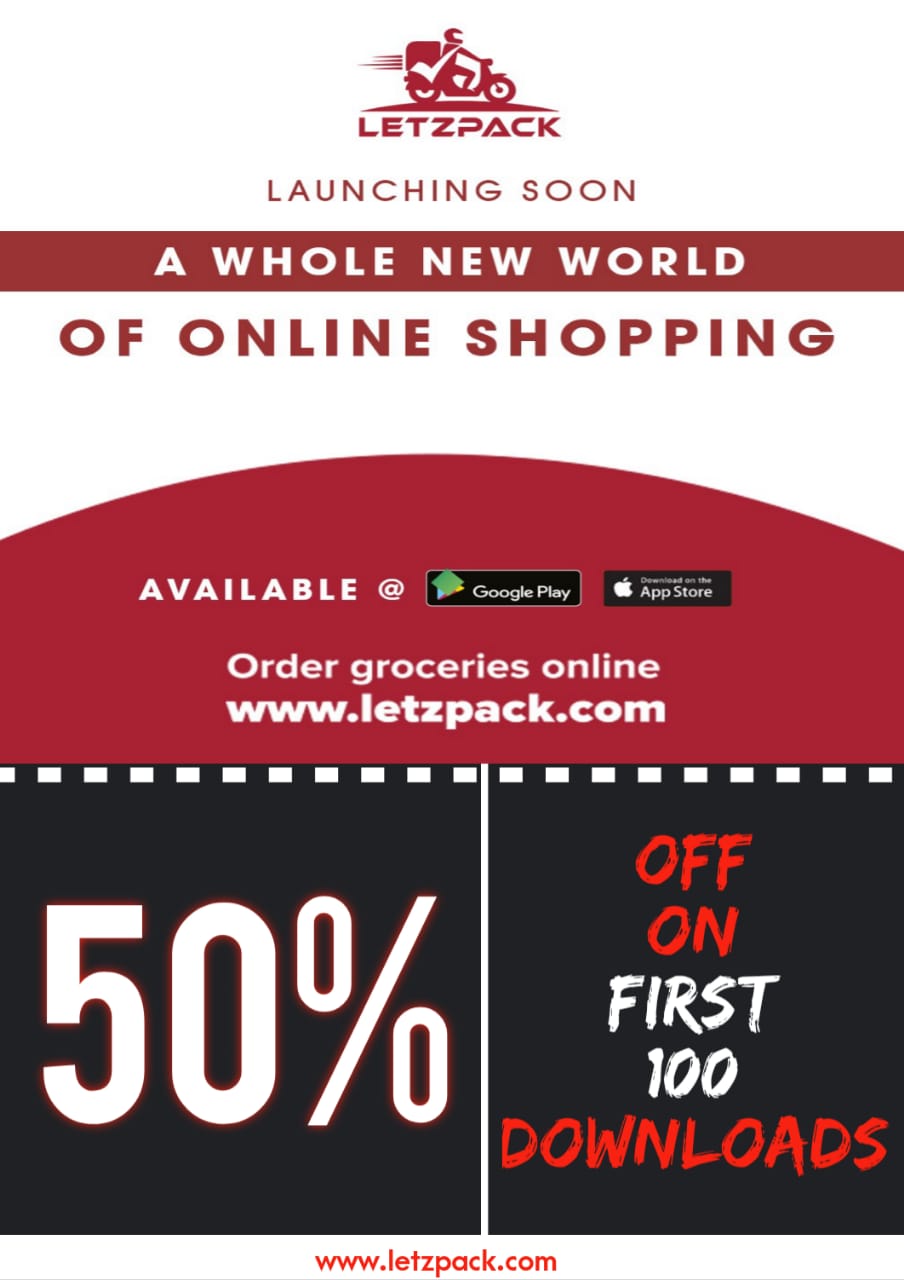 LETZPACK
LAUNCHING SOON
A WHOLE NEW WORLD
OF ONLINE SHOPPING
AVAILABLE @ Google Play Download on the App Store
Order groceries online
www.letzpack.com
50%
OFF
ON
FIRST
100
DOWNLOADS
www.letzpack.com